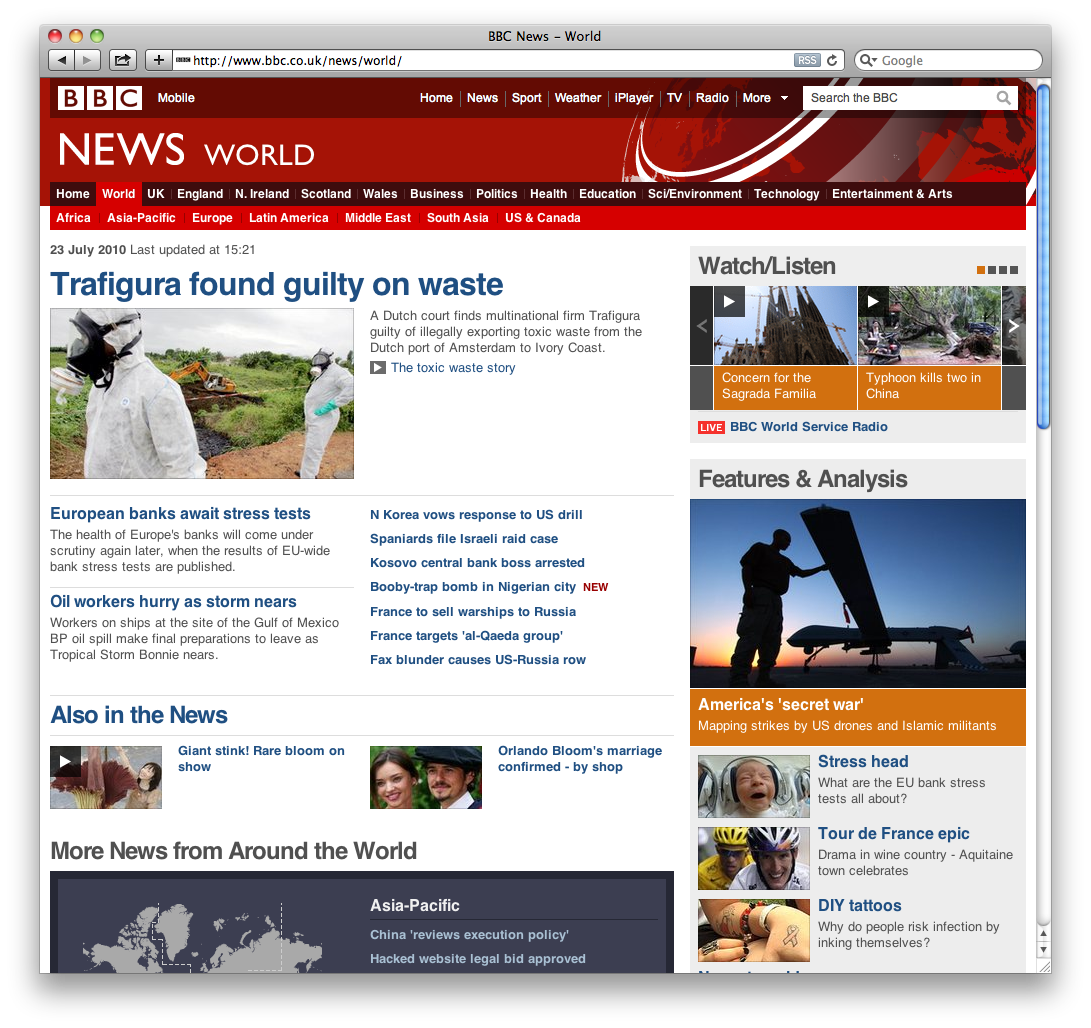 BBC News – World
http://www.bbc.co.uk/news/world/
RSS
Google
BBC
Mobile
Home
News
Sport
Weather
iPlayer
TV
Radio
More
Search the BBC
NEWS WORLD
Home
World
UK
England
N. Ireland
Scotland
Wales
Business
Politics
Health
Education
Sci/Environment
Technology
Entertainment & Arts
Africa
Asia-Pacific
Europe
Latin America
Middle East
South Asia
US & Canada
23 July 2010 Last updated at 15:21
Trafigura found guilty on waste
A Dutch court finds multinational firm Trafigura
guilty of illegally exporting toxic waste from the
Dutch port of Amsterdam to Ivory Coast.
The toxic waste story
European banks await stress tests
The health of Europe's banks will come under
scrutiny again later, when the results of EU-wide
bank stress tests are published.
Oil workers hurry as storm nears
Workers on ships at the site of the Gulf of Mexico
BP oil spill make final preparations to leave as
Tropical Storm Bonnie nears.
N Korea vows response to US drill
Spaniards file Israeli raid case
Kosovo central bank boss arrested
Booby-trap bomb in Nigerian city NEW
France to sell warships to Russia
France targets 'al-Qaeda group'
Fax blunder causes US-Russia row
Also in the News
Giant stink! Rare bloom on
show
Orlando Bloom's marriage
confirmed - by shop
More News from Around the World
Asia-Pacific
China 'reviews execution policy'
Hacked website legal bid approved
Watch/Listen
Concern for the
Sagrada Familia
Typhoon kills two in
China
LIVE BBC World Service Radio
Features & Analysis
America's 'secret war'
Mapping strikes by US drones and Islamic militants
Stress head
What are the EU bank stress
tests all about?
Tour de France epic
Drama in wine country - Aquitaine
town celebrates
DIY tattoos
Why do people risk infection by
inking themselves?